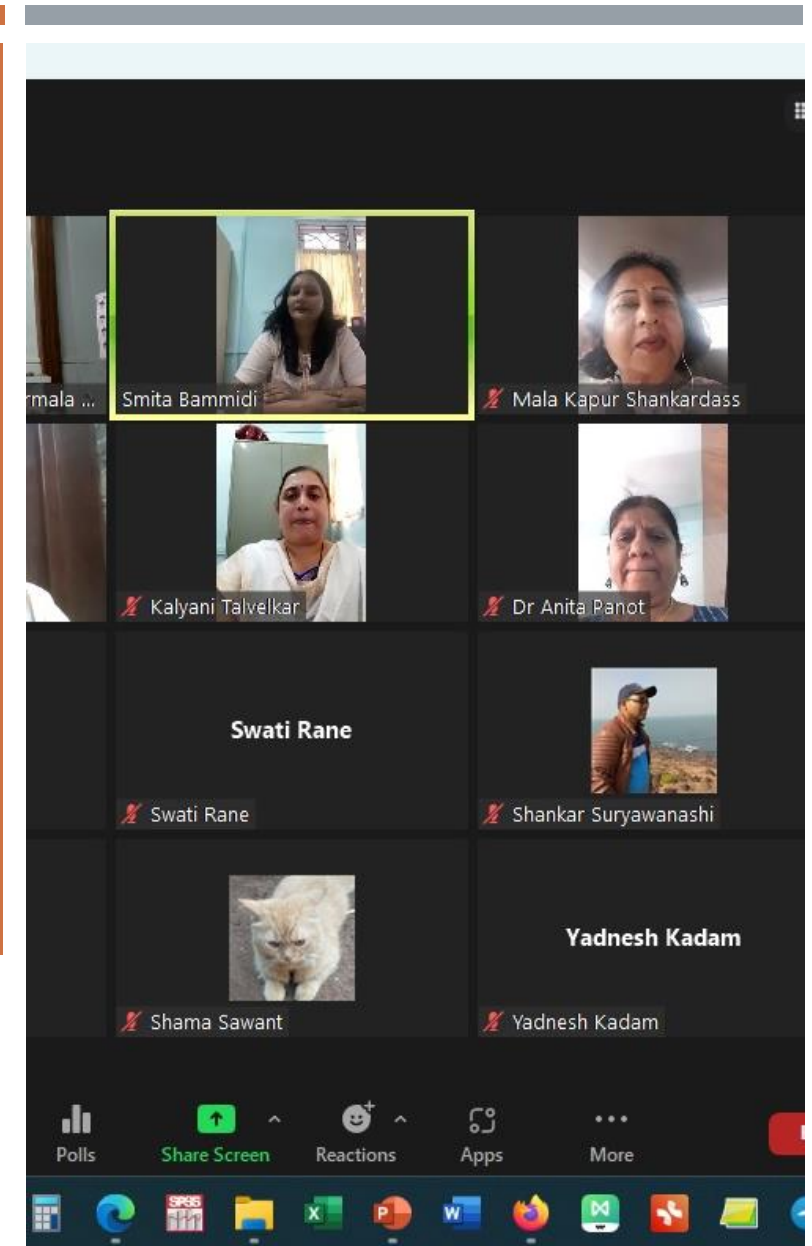 rmala ...
Smita Bammidi
Mala Kapur Shankardass
Kalyani Talvelkar
Dr Anita Panot
Swati Rane
Swati Rane
Shankar Suryawanashi
Shama Sawant
Yadnesh Kadam
Yadnesh Kadam
Polls
Share Screen
Reactions
Apps
More
SPSS